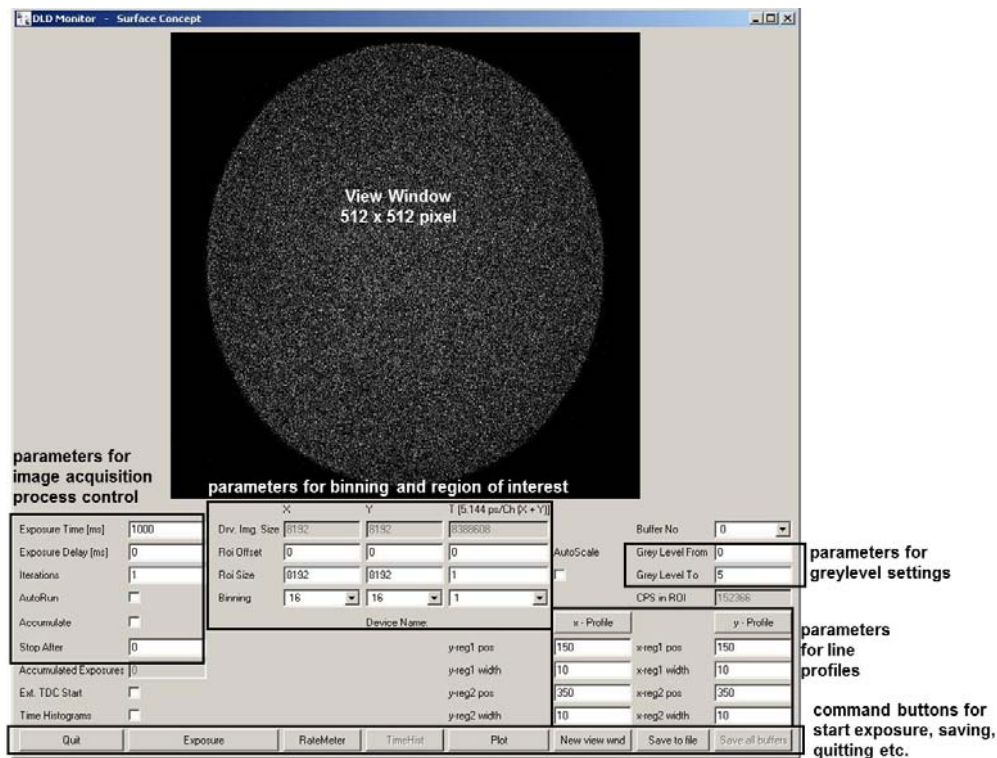 DLD Monitor - Surface Concept
View Window
512 x 512 pixel
parameters for
image acquisition
process control
parameters for binning and region of interest
X Y T [5.144 ps/Ch (X + Y)]
Exposure Time [ms] 1000 Drv. Img. Size 8192 8192 8388608 Buffer No 0
Exposure Delay [ms] 0 Roi Offset 0 0 0 AutoScale Grey Level From 0
Iterations 1 Roi Size 8192 8192 1 Grey Level To 5
parameters for
greylevel settings
AutoRun Binning 16 16 1 CPS in ROI 152366
Accumulate Device Name: x - Profile y - Profile
Stop After 0 y-reg1 pos 150 x-reg1 pos 150
Accumulated Exposures 0 y-reg1 width 10 x-reg1 width 10
Ext. TDC Start y-reg2 pos 350 x-reg2 pos 350
Time Histograms y-reg2 width 10 x-reg2 width 10
parameters
for line
profiles
Quit Exposure RateMeter TimeHist Plot New view wnd Save to file Save all buffers
command buttons for
start exposure, saving,
quitting etc.